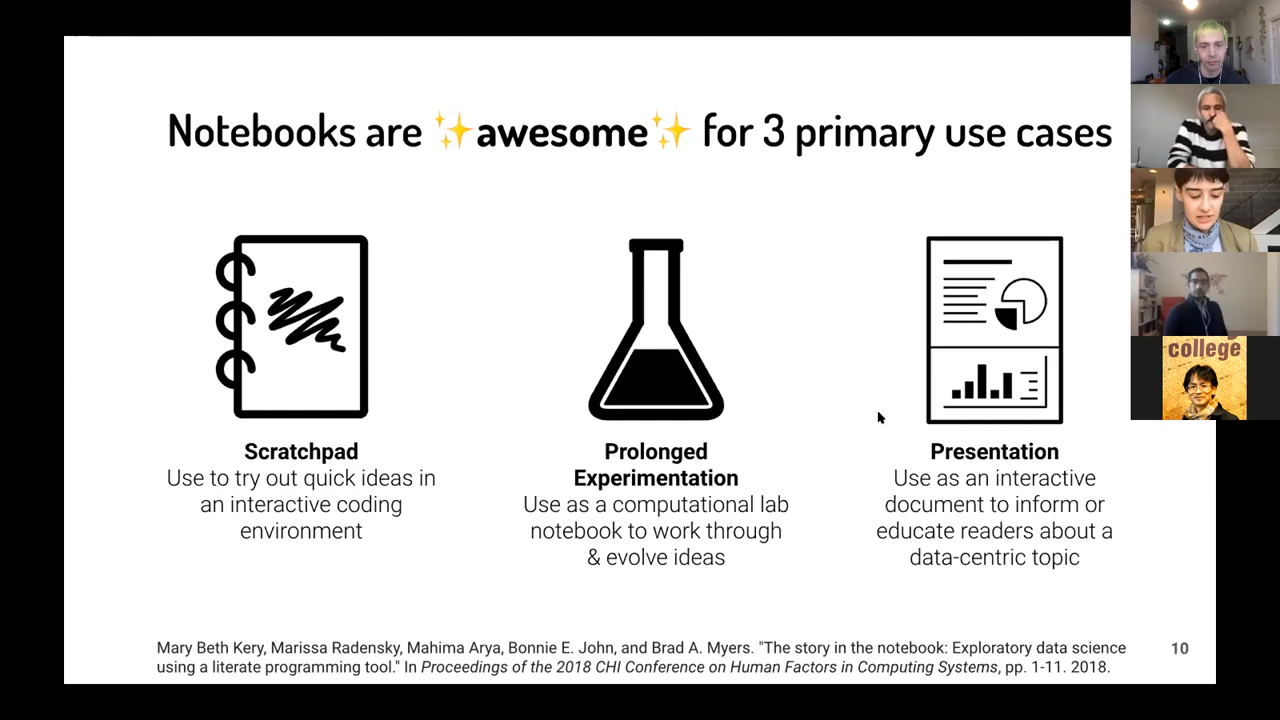 Notebooks are ✨awesome✨ for 3 primary use cases
Scratchpad
Use to try out quick ideas in
an interactive coding
environment
Prolonged
Experimentation
Use as a computational lab
notebook to work through
& evolve ideas
Presentation
Use as an interactive
document to inform or
educate readers about a
data-centric topic
Mary Beth Kery, Marissa Radensky, Mahima Arya, Bonnie E. John, and Brad A. Myers. "The story in the notebook: Exploratory data science
using a literate programming tool." In Proceedings of the 2018 CHI Conference on Human Factors in Computing Systems, pp. 1-11. 2018.
10
college